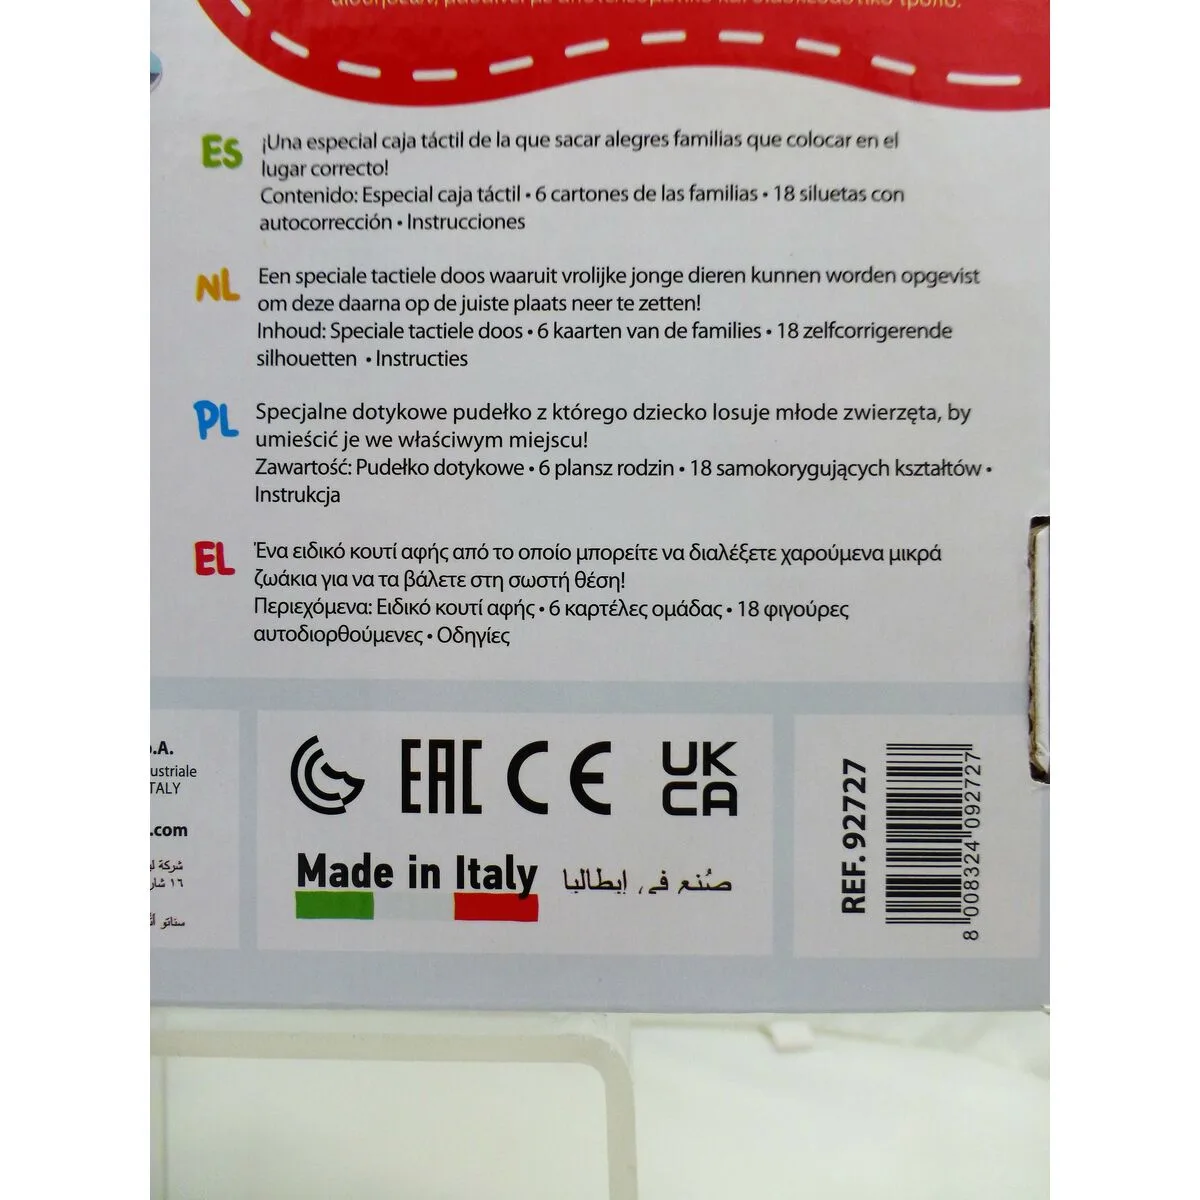 ES
¡Una especial caja táctil de la que sacar alegres familias que colocar en el
lugar correcto!
Contenido: Especial caja táctil • 6 cartones de las familias • 18 siluetas con
autocorrección • Instrucciones
NL
Een speciale tactiele doos waaruit vrolijke jonge dieren kunnen worden opgevist
om deze daarna op de juiste plaats neer te zetten!
Inhoud: Speciale tactiele doos • 6 kaarten van de families • 18 zelfcorrigerende
silhouetten • Instructies
PL
Specjalne dotykowe pudełko z którego dziecko losuje młode zwierzęta, by
umieścić je we właściwym miejscu!
Zawartość: Pudełko dotykowe • 6 plansz rodzin • 18 samokorygujących kształtów •
Instrukcja
EL
Ένα ειδικό κουτί αφής από το οποίο μπορείτε να διαλέξετε χαρούμενα μικρά
ζωάκια για να τα βάλετε στη σωστή θέση!
Περιεχόμενα: Ειδικό κουτί αφής • 6 καρτέλες ομάδας • 18 φιγούρες
αυτοδιορθούμενες • Οδηγίες
.A.
ustriale
TALY
.com
شركة
١٦
EAC CE UK
CA
Made in Italy
صُنع في إيطاليا
REF. 92727
8 008324 092727